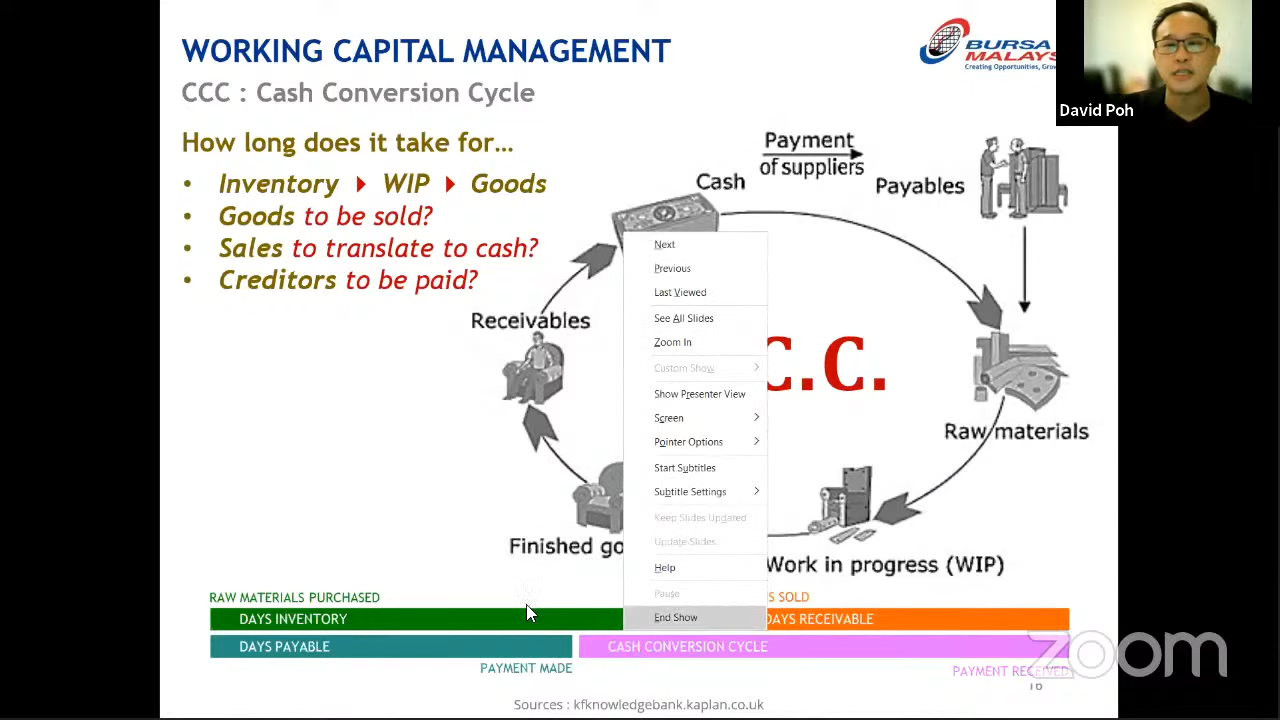 WORKING CAPITAL MANAGEMENT
CCC : Cash Conversion Cycle
BURSA
MALAYS
Creating Opportunities, Grow
David Poh
How long does it take for...
• Inventory WIP Goods
• Goods to be sold?
• Sales to translate to cash?
• Creditors to be paid?
Payment
of suppliers
Cash
Payables
Receivables
C.C.
Raw materials
Finished go
Work in progress (WIP)
Next
Previous
Last Viewed
See All Slides
Zoom In
Custom Show
Show Presenter View
Screen
Pointer Options
Start Subtitles
Subtitle Settings
Keep Slides Updated
Update Slides
Help
Pause
End Show
RAW MATERIALS PURCHASED
S SOLD
DAYS INVENTORY
DAYS RECEIVABLE
DAYS PAYABLE
CASH CONVERSION CYCLE
PAYMENT MADE
PAYMENT RECEIVED
zoom
16
Sources : kfknowledgebank.kaplan.co.uk